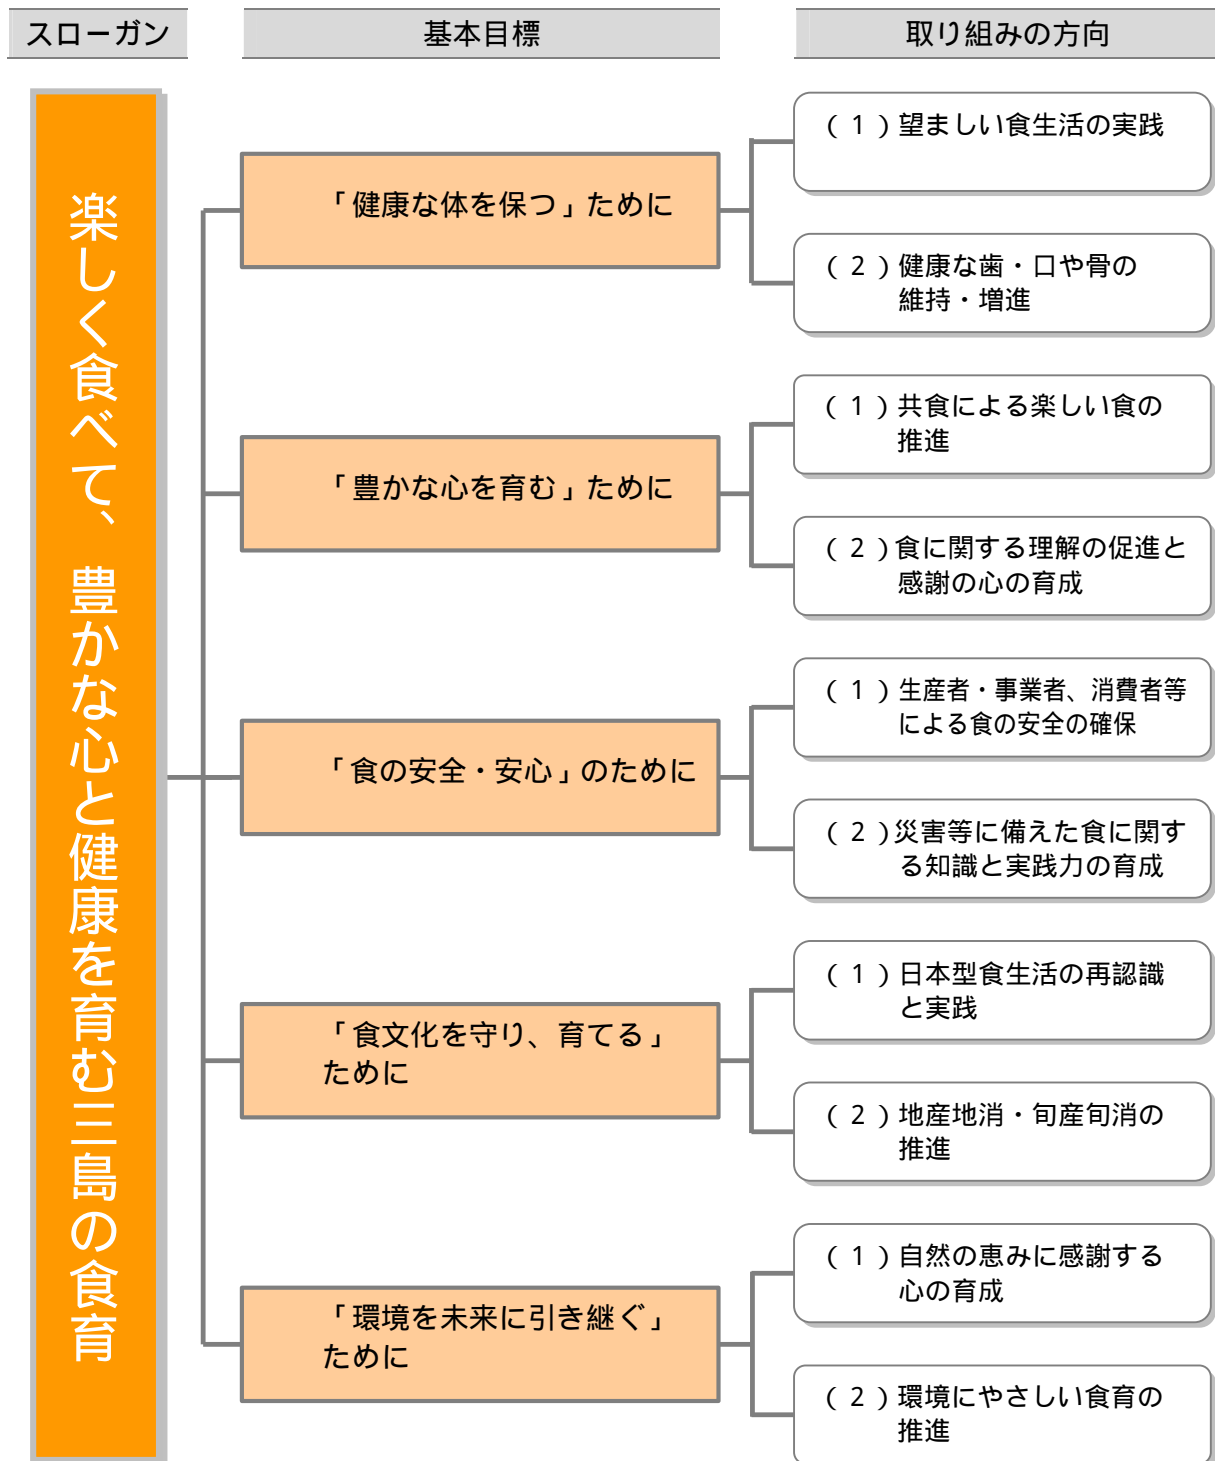 スローガン
基本目標
取り組みの方向
楽しく食べて、豊かな心と健康を育む三島の食育
「健康な体を保つ」ために
(1)望ましい食生活の実践
(2)健康な歯・口や骨の
維持・増進
「豊かな心を育む」ために
(1)共食による楽しい食の
推進
(2)食に関する理解の促進と
感謝の心の育成
「食の安全・安心」のために
(1)生産者・事業者、消費者等
による食の安全の確保
(2)災害等に備えた食に関す
る知識と実践力の育成
「食文化を守り、育てる」
ために
(1)日本型食生活の再認識
と実践
(2)地産地消・旬産旬消の
推進
「環境を未来に引き継ぐ」
ために
(1)自然の恵みに感謝する
心の育成
(2)環境にやさしい食育の
推進